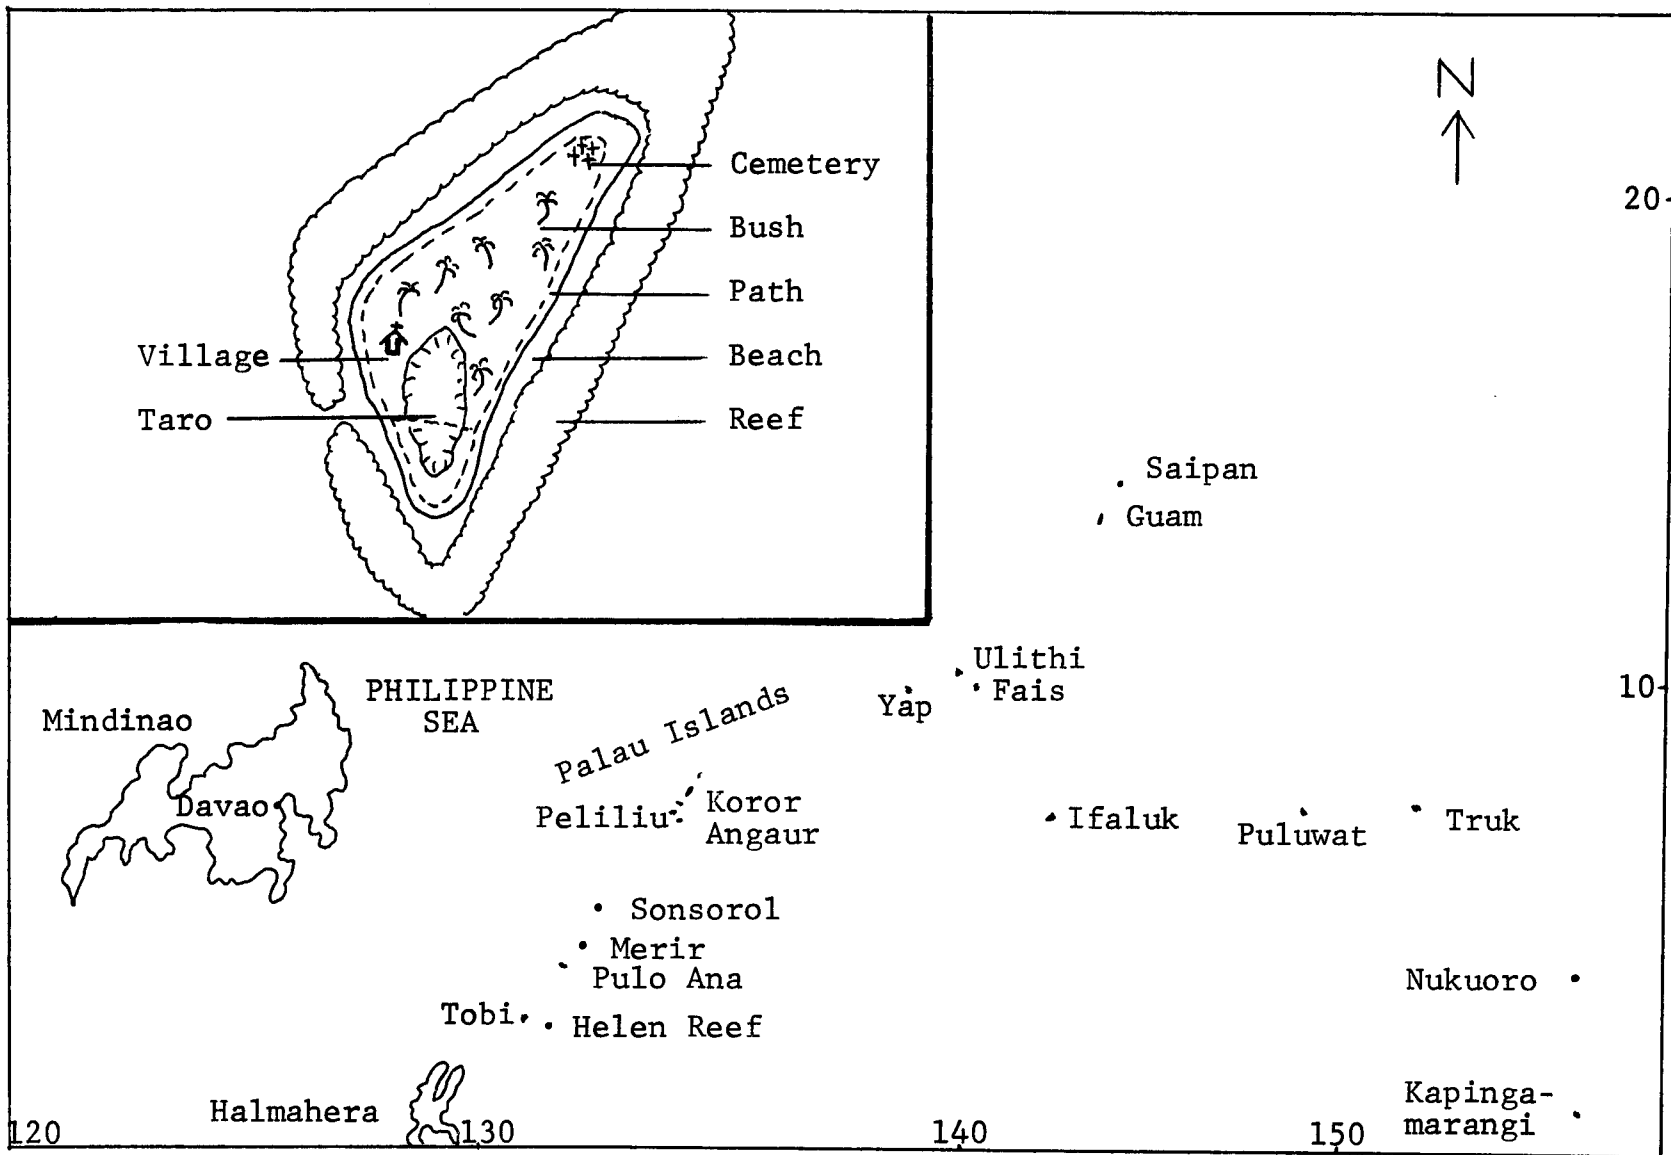 Cemetery
Bush
Path
Beach
Reef
Village
Taro
N
20
Saipan
Guam
Ulithi
Fais
Yap
10
PHILIPPINE
SEA
Mindinao
Davao
Palau Islands
Peliliu
Koror
Angaur
Ifaluk
Puluwat
Truk
Sonsorol
Merir
Pulo Ana
Tobi
Helen Reef
Nukuoro
Halmahera
Kapinga-
marangi
120
130
140
150